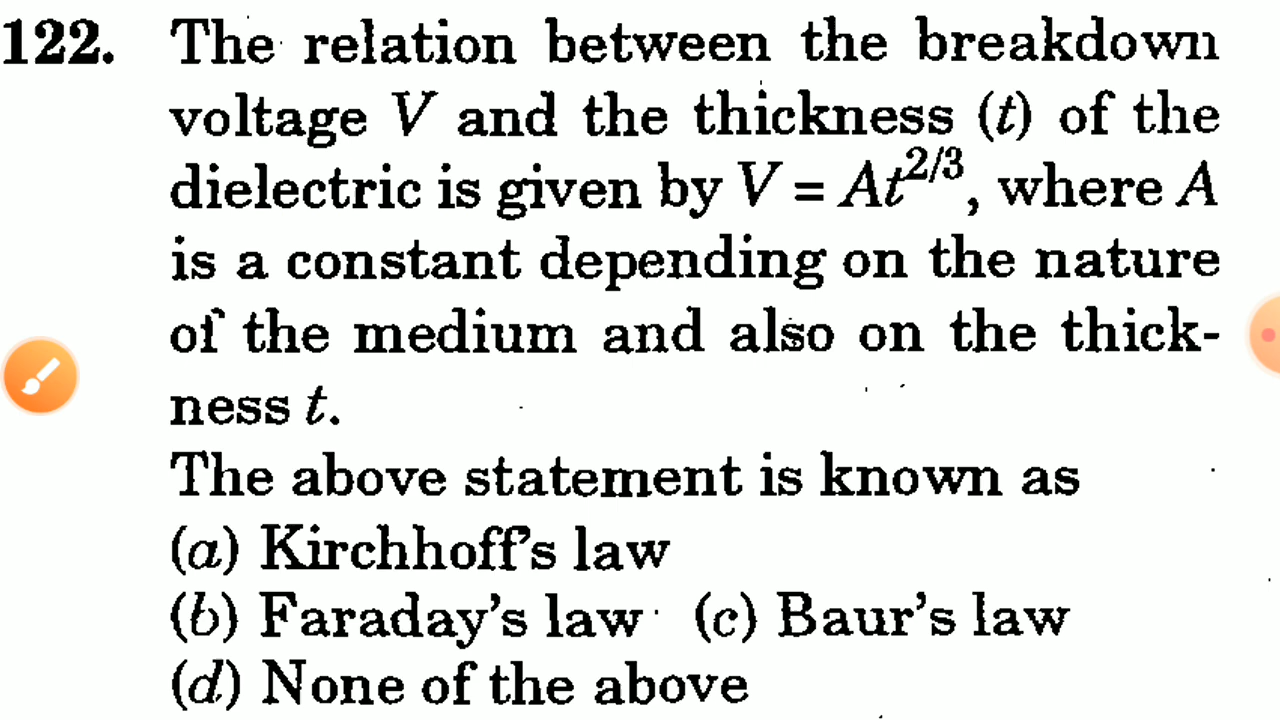 122. The relation between the breakdown
voltage V and the thickness (t) of the
dielectric is given by V = At^2/3, where A
is a constant depending on the nature
of the medium and also on the thick-
ness t.
The above statement is known as
(a) Kirchhoff's law
(b) Faraday's law (c) Baur's law
(d) None of the above